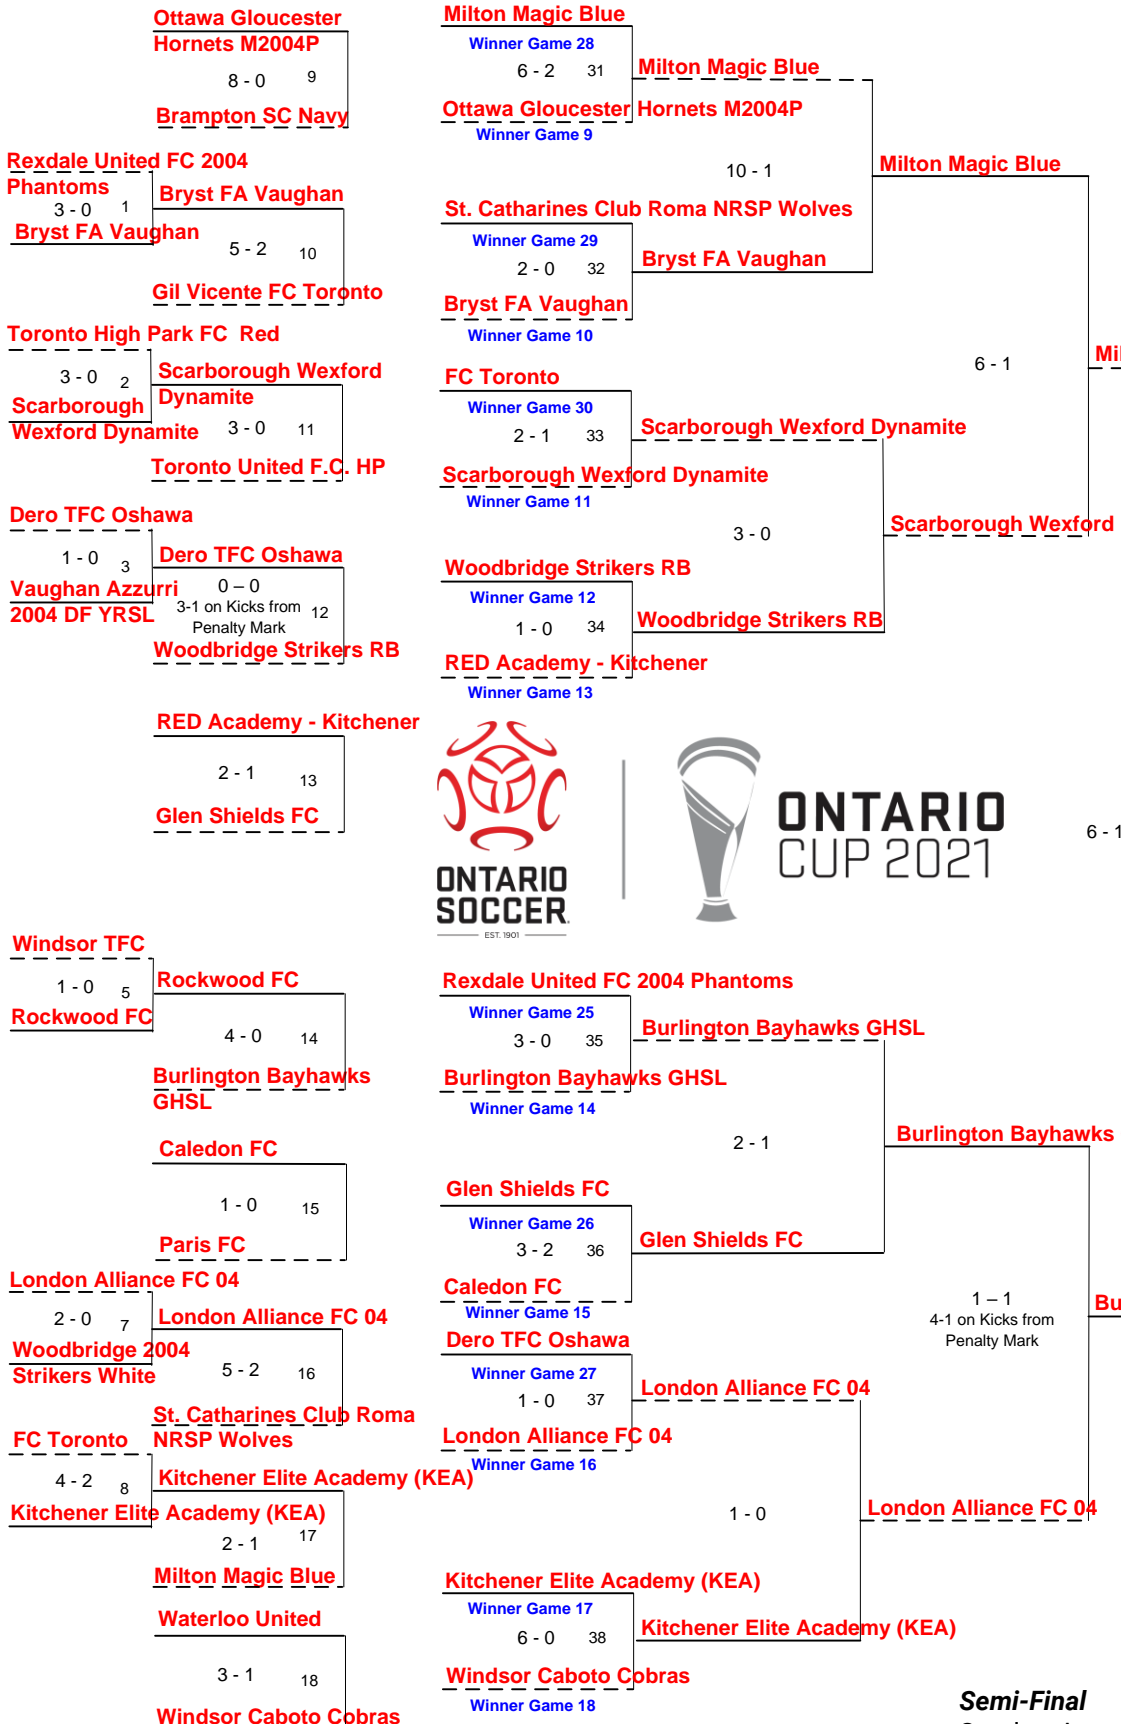 Ottawa Gloucester
Hornets M2004P
8 - 0 9
Brampton SC Navy
Rexdale United FC 2004
Phantoms
3 - 0 1
Bryst FA Vaughan
Bryst FA Vaughan
5 - 2 10
Gil Vicente FC Toronto
Toronto High Park FC Red
3 - 0 2
Scarborough
Wexford Dynamite
Scarborough Wexford
Dynamite
3 - 0 11
Toronto United F.C. HP
Dero TFC Oshawa
1 - 0 3
Vaughan Azzurri
2004 DF YRSL
Dero TFC Oshawa
0 – 0
3-1 on Kicks from
Penalty Mark
12
Woodbridge Strikers RB
RED Academy - Kitchener
2 - 1 13
Glen Shields FC
Windsor TFC
1 - 0 5
Rockwood FC
Rockwood FC
4 - 0 14
Burlington Bayhawks
GHSL
Caledon FC
1 - 0 15
Paris FC
London Alliance FC 04
2 - 0 7
Woodbridge 2004
Strikers White
London Alliance FC 04
5 - 2 16
St. Catharines Club Roma
NRSP Wolves
FC Toronto
4 - 2 8
Kitchener Elite Academy (KEA)
Kitchener Elite Academy (KEA)
2 - 1 17
Milton Magic Blue
Waterloo United
3 - 1 18
Windsor Caboto Cobras
Milton Magic Blue
Winner Game 28
6 - 2 31
Ottawa Gloucester Hornets M2004P
Winner Game 9
Milton Magic Blue
10 - 1
St. Catharines Club Roma NRSP Wolves
Winner Game 29
2 - 0 32
Bryst FA Vaughan
Winner Game 10
Bryst FA Vaughan
Milton Magic Blue
FC Toronto
Winner Game 30
2 - 1 33
Scarborough Wexford Dynamite
Winner Game 11
Scarborough Wexford Dynamite
3 - 0
Woodbridge Strikers RB
Winner Game 12
1 - 0 34
RED Academy - Kitchener
Winner Game 13
Woodbridge Strikers RB
Scarborough Wexford
6 - 1
Mil
ONTARIO
SOCCER
EST. 1901
ONTARIO
CUP 2021
6 - 1
Rexdale United FC 2004 Phantoms
Winner Game 25
3 - 0 35
Burlington Bayhawks GHSL
Winner Game 14
Burlington Bayhawks GHSL
2 - 1
Glen Shields FC
Winner Game 26
3 - 2 36
Caledon FC
Winner Game 15
Glen Shields FC
Burlington Bayhawks
1 – 1
4-1 on Kicks from
Penalty Mark
Bu
Dero TFC Oshawa
Winner Game 27
1 - 0 37
London Alliance FC 04
Winner Game 16
London Alliance FC 04
1 - 0
Kitchener Elite Academy (KEA)
Winner Game 17
6 - 0 38
Windsor Caboto Cobras
Winner Game 18
Kitchener Elite Academy (KEA)
London Alliance FC 04
Semi-Final